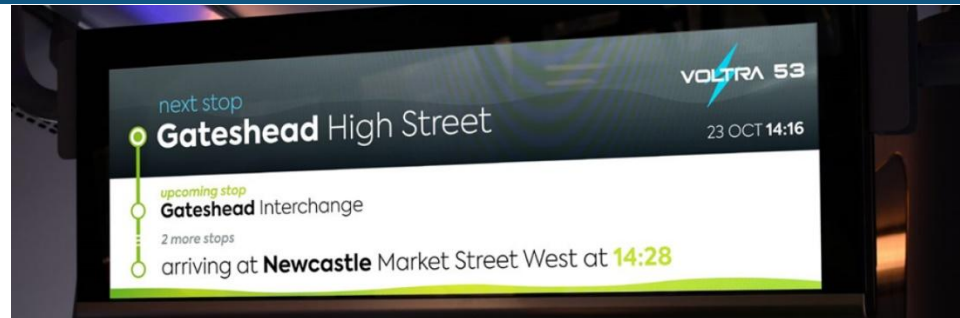 VOLTRA 53
next stop
Gateshead High Street
23 OCT 14:16
upcoming stop
Gateshead Interchange
2 more stops
arriving at Newcastle Market Street West at 14:28